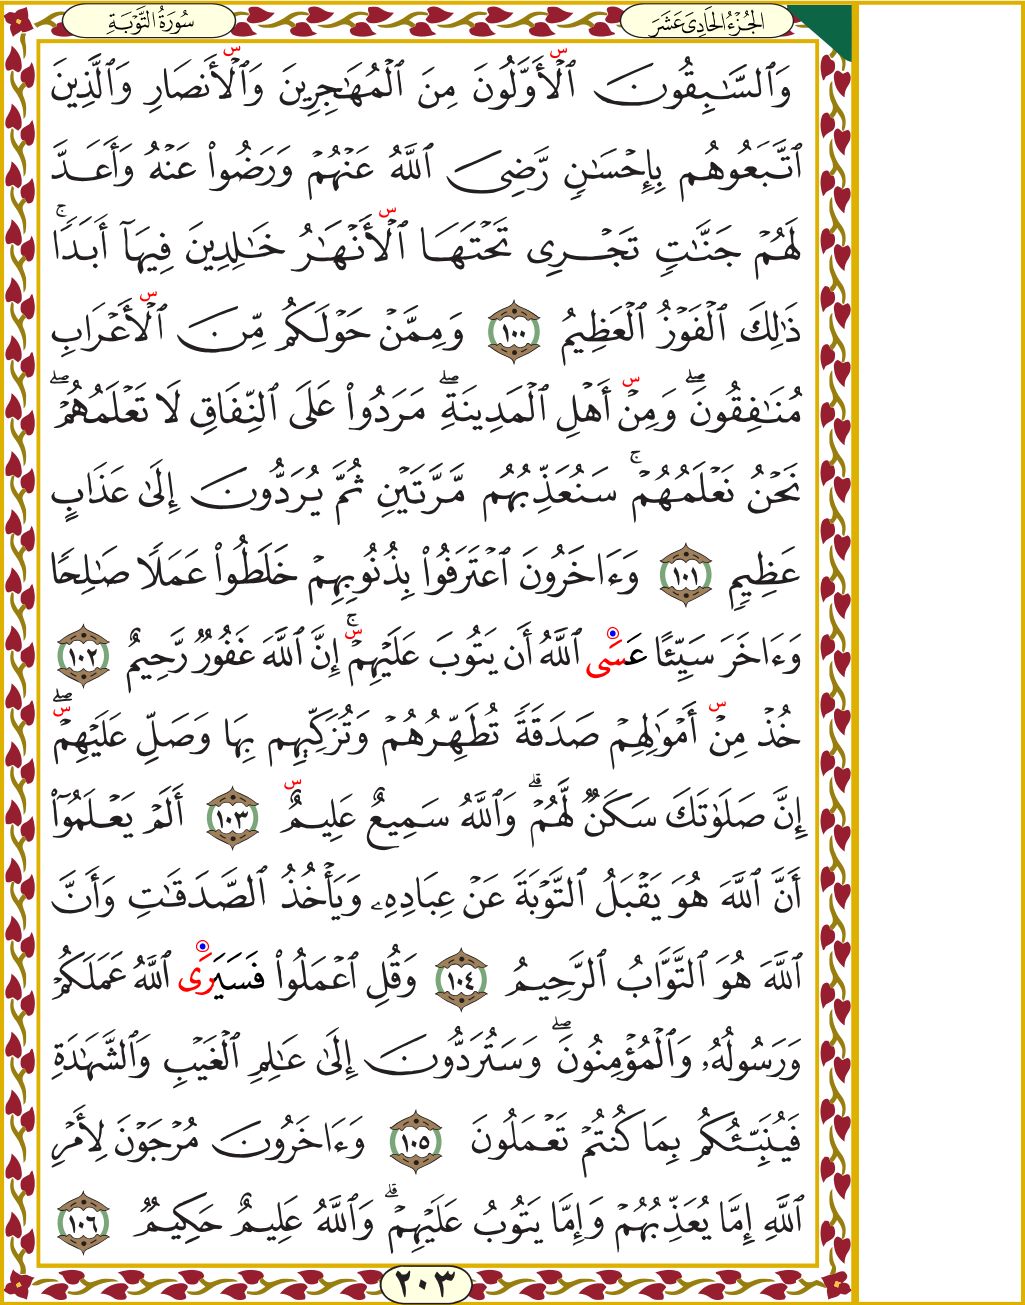 الجُزْءُ الحَادِىَ عَشَرَ
سُورَةُ التَّوْبَةِ
وَٱلسَّٰبِقُونَ ٱلْأَوَّلُونَ مِنَ ٱلْمُهَٰجِرِينَ وَٱلْأَنصَارِ وَٱلَّذِينَ
ٱتَّبَعُوهُم بِإِحْسَٰنٍ رَّضِىَ ٱللَّهُ عَنْهُمْ وَرَضُوا۟ عَنْهُ وَأَعَدَّ
لَهُمْ جَنَّٰتٍ تَجْرِى تَحْتَهَا ٱلْأَنْهَٰرُ خَٰلِدِينَ فِيهَآ أَبَدًا ۚ
ذَٰلِكَ ٱلْفَوْزُ ٱلْعَظِيمُ ١٠٠ وَمِمَّنْ حَوْلَكُم مِّنَ ٱلْأَعْرَابِ
مُنَٰفِقُونَ ۖ وَمِنْ أَهْلِ ٱلْمَدِينَةِ ۖ مَرَدُوا۟ عَلَى ٱلنِّفَاقِ لَا تَعْلَمُهُمْ ۖ
نَحْنُ نَعْلَمُهُمْ ۚ سَنُعَذِّبُهُم مَّرَّتَيْنِ ثُمَّ يُرَدُّونَ إِلَىٰ عَذَابٍ
عَظِيمٍ ١٠١ وَءَاخَرُونَ ٱعْتَرَفُوا۟ بِذُنُوبِهِمْ خَلَطُوا۟ عَمَلًا صَٰلِحًا
وَءَاخَرَ سَيِّئًا عَسَى ٱللَّهُ أَن يَتُوبَ عَلَيْهِمْ ۚ إِنَّ ٱللَّهَ غَفُورٌ رَّحِيمٌ ١٠٢
خُذْ مِنْ أَمْوَٰلِهِمْ صَدَقَةً تُطَهِّرُهُمْ وَتُزَكِّيهِم بِهَا وَصَلِّ عَلَيْهِمْ ۖ
إِنَّ صَلَوٰتَكَ سَكَنٌ لَّهُمْ ۗ وَٱللَّهُ سَمِيعٌ عَلِيمٌ ١٠٣ أَلَمْ يَعْلَمُوٓا۟
أَنَّ ٱللَّهَ هُوَ يَقْبَلُ ٱلتَّوْبَةَ عَنْ عِبَادِهِۦ وَيَأْخُذُ ٱلصَّدَقَٰتِ وَأَنَّ
ٱللَّهَ هُوَ ٱلتَّوَّابُ ٱلرَّحِيمُ ١٠٤ وَقُلِ ٱعْمَلُوا۟ فَسَيَرَى ٱللَّهُ عَمَلَكُمْ
وَرَسُولُهُۥ وَٱلْمُؤْمِنُونَ ۖ وَسَتُرَدُّونَ إِلَىٰ عَٰلِمِ ٱلْغَيْبِ وَٱلشَّهَٰدَةِ
فَيُنَبِّئُكُم بِمَا كُنتُمْ تَعْمَلُونَ ١٠٥ وَءَاخَرُونَ مُرْجَوْنَ لِأَمْرِ
ٱللَّهِ إِمَّا يُعَذِّبُهُمْ وَإِمَّا يَتُوبُ عَلَيْهِمْ ۗ وَٱللَّهُ عَلِيمٌ حَكِيمٌ ١٠٦
٢٠٣